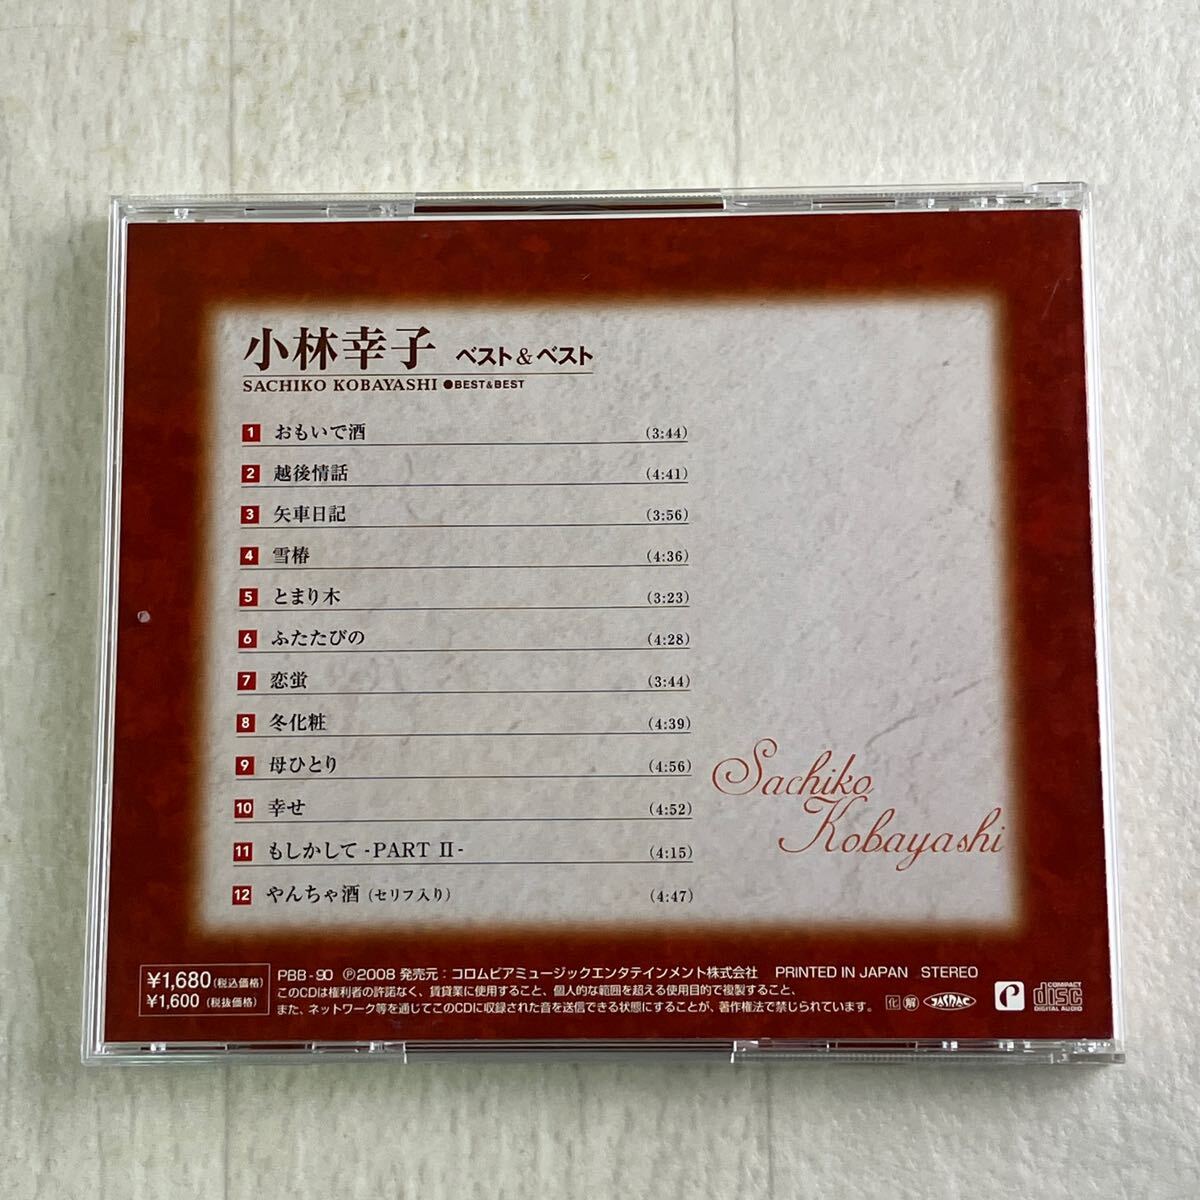 小林幸子 ベスト&ベスト
SACHIKO KOBAYASHI ●BEST&BEST
1 おもいで酒 (3:44)
2 越後情話 (4:41)
3 矢車日記 (3:56)
4 雪椿 (4:36)
5 とまり木 (3:23)
6 ふたたびの (4:28)
7 恋蛍 (3:44)
8 冬化粧 (4:39)
9 母ひとり (4:56)
10 幸せ (4:52)
11 もしかして -PART II- (4:15)
12 やんちゃ酒 (セリフ入り) (4:47)
Sachiko
Kobayashi
¥1,680(税込価格)
¥1,600 (税抜価格)
PBB-90 ℗2008 発売元:コロムビアミュージックエンタテインメント株式会社 PRINTED IN JAPAN STEREO
このCDは権利者の許諾なく、賃貸業に使用すること、個人的な範囲を超える使用目的で複製すること、
また、ネットワーク等を通じてこのCDに収録された音を送信できる状態にすることが、著作権法で禁じられています。
化 解 JASRAC
COMPACT
disc
DIGITAL AUDIO